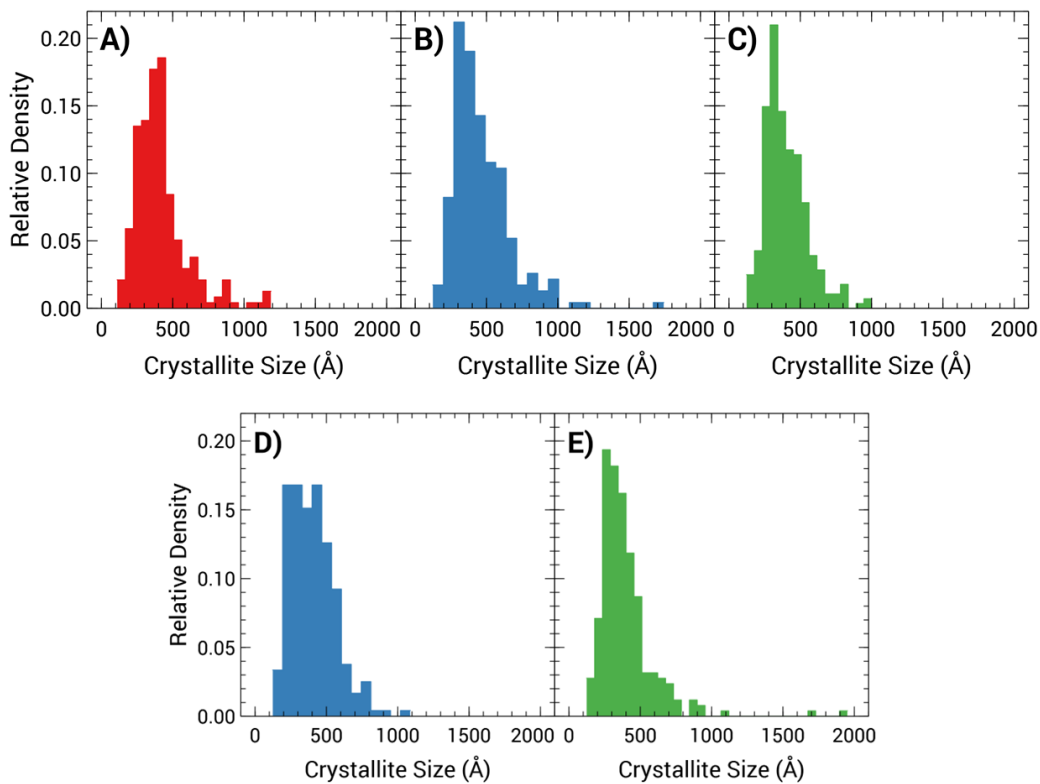 A) B) C)
Relative Density
0.20
0.15
0.10
0.05
0.00
0 500 1000 1500 2000 0 500 1000 1500 2000 0 500 1000 1500 2000
Crystallite Size (Å) Crystallite Size (Å) Crystallite Size (Å)
D) E)
Relative Density
0.20
0.15
0.10
0.05
0.00
0 500 1000 1500 2000 0 500 1000 1500 2000
Crystallite Size (Å) Crystallite Size (Å)